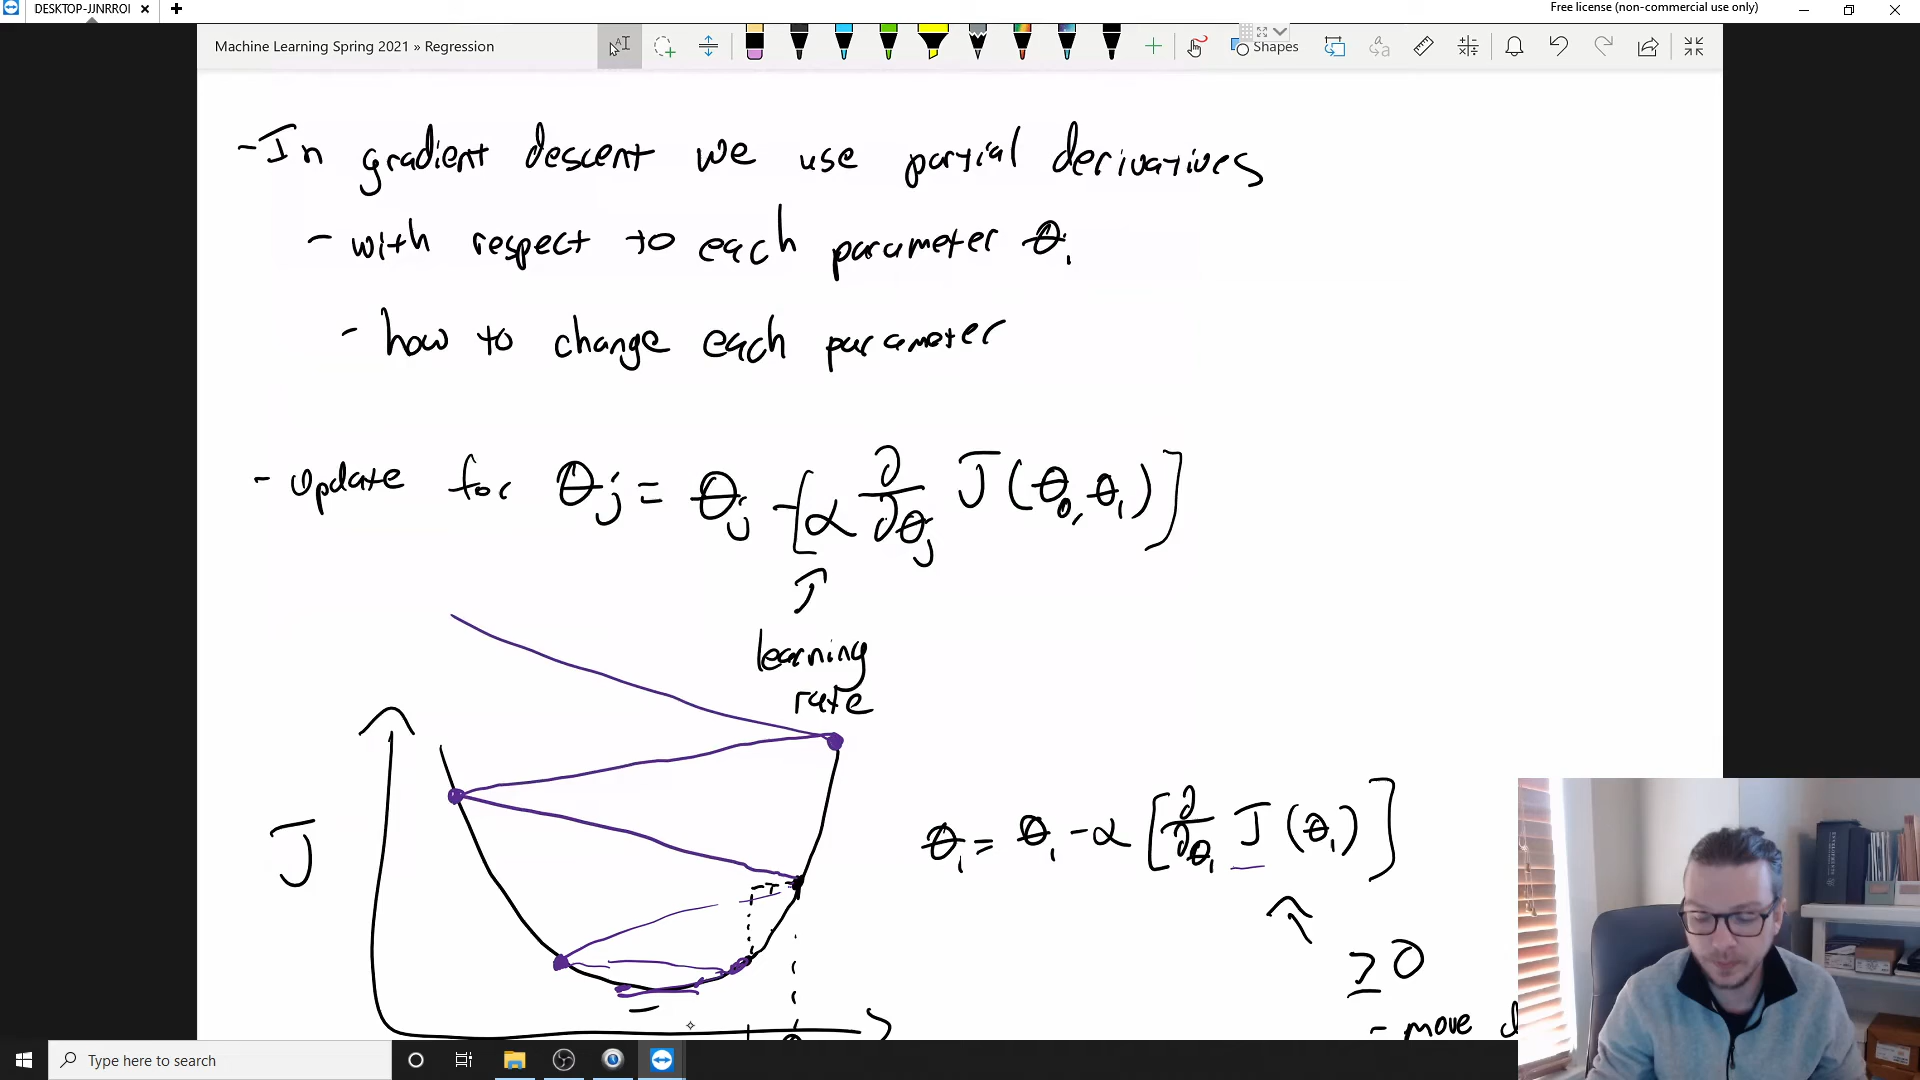 DESKTOP-JJNRROI
Free license (non-commercial use only)
Machine Learning Spring 2021 » Regression
Shapes
- In gradient descent we use partial derivatives
- with respect to each parameter θ₁
- how to change each parameter
- update for θj = θj - [α ∂/∂θj J(θ₀, θ₁)]
learning
rate
J
θ₁ = θ₁ - α [∂/∂θ₁ J(θ₁)]
≥ 0
- move
Type here to search